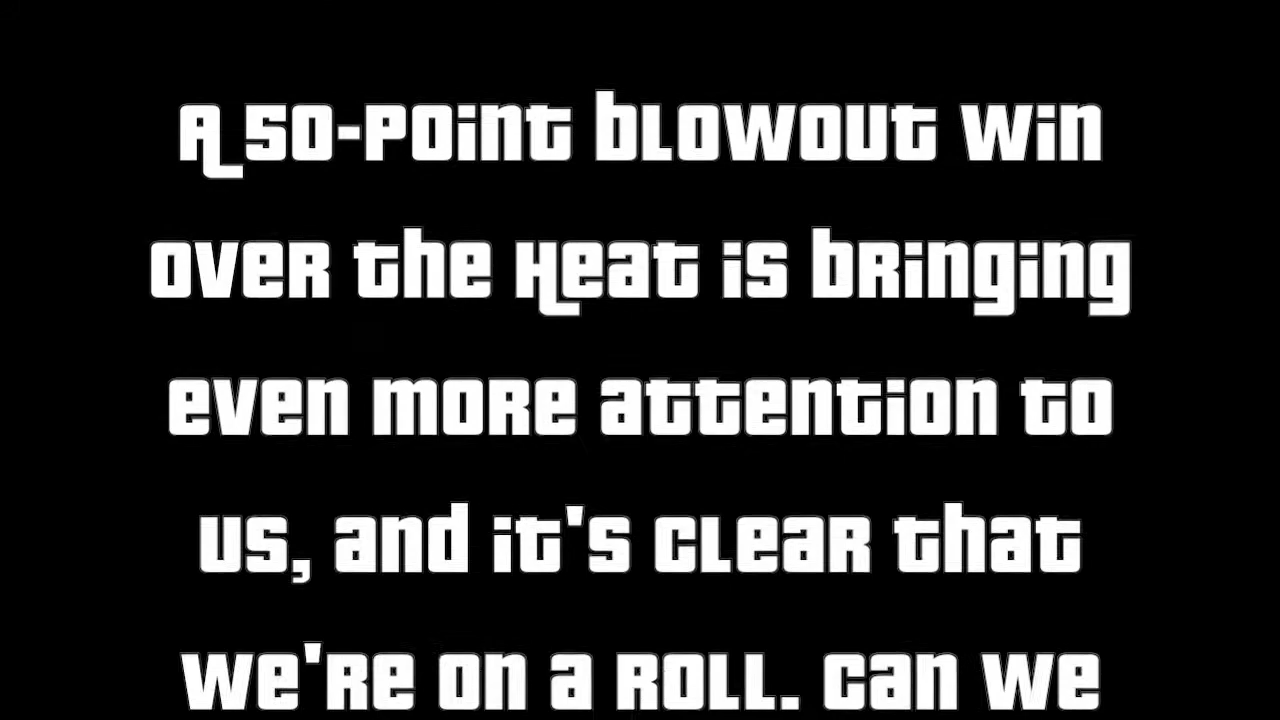 A 50-point blowout win
over the Heat is bringing
even more attention to
us, and it's clear that
we're on a roll. Can we